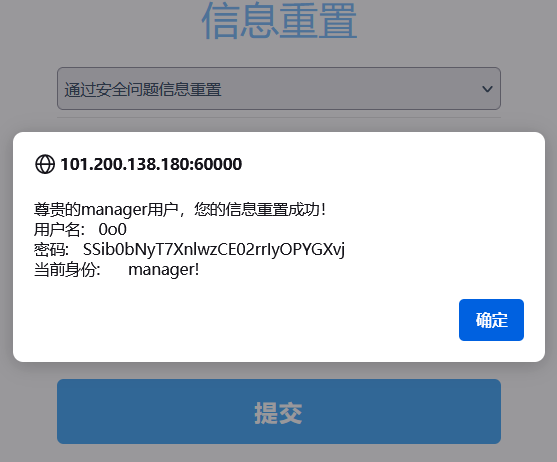 信息重置
通过安全问题信息重置
101.200.138.180:60000
尊贵的manager用户，您的信息重置成功！
用户名: 0o0
密码: SSib0bNyT7XnlwzCE02rrIyOPYGXvj
当前身份: manager!
确定
提交